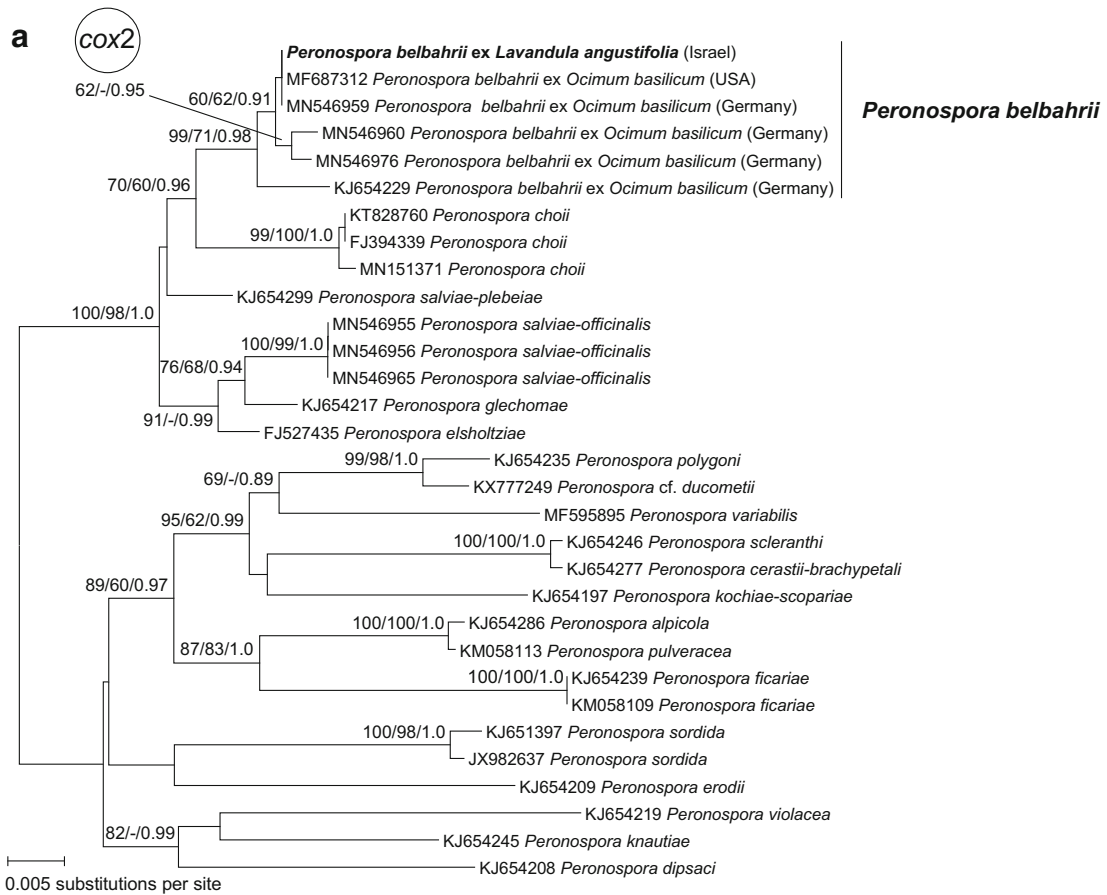 a
cox2
Peronospora belbahrii ex Lavandula angustifolia (Israel)
MF687312 Peronospora belbahrii ex Ocimum basilicum (USA)
62/-/0.95
60/62/0.91
MN546959 Peronospora belbahrii ex Ocimum basilicum (Germany)
Peronospora belbahrii
99/71/0.98
MN546960 Peronospora belbahrii ex Ocimum basilicum (Germany)
MN546976 Peronospora belbahrii ex Ocimum basilicum (Germany)
70/60/0.96
KJ654229 Peronospora belbahrii ex Ocimum basilicum (Germany)
KT828760 Peronospora choii
99/100/1.0
FJ394339 Peronospora choii
MN151371 Peronospora choii
KJ654299 Peronospora salviae-plebeiae
100/98/1.0
MN546955 Peronospora salviae-officinalis
100/99/1.0
MN546956 Peronospora salviae-officinalis
76/68/0.94
MN546965 Peronospora salviae-officinalis
KJ654217 Peronospora glechomae
91/-/0.99
FJ527435 Peronospora elsholtziae
99/98/1.0
KJ654235 Peronospora polygoni
69/-/0.89
KX777249 Peronospora cf. ducometii
MF595895 Peronospora variabilis
95/62/0.99
100/100/1.0
KJ654246 Peronospora scleranthi
KJ654277 Peronospora cerastii-brachypetali
89/60/0.97
KJ654197 Peronospora kochiae-scopariae
100/100/1.0
KJ654286 Peronospora alpicola
87/83/1.0
KM058113 Peronospora pulveracea
100/100/1.0
KJ654239 Peronospora ficariae
KM058109 Peronospora ficariae
100/98/1.0
KJ651397 Peronospora sordida
JX982637 Peronospora sordida
KJ654209 Peronospora erodii
KJ654219 Peronospora violacea
82/-/0.99
KJ654245 Peronospora knautiae
KJ654208 Peronospora dipsaci
0.005 substitutions per site